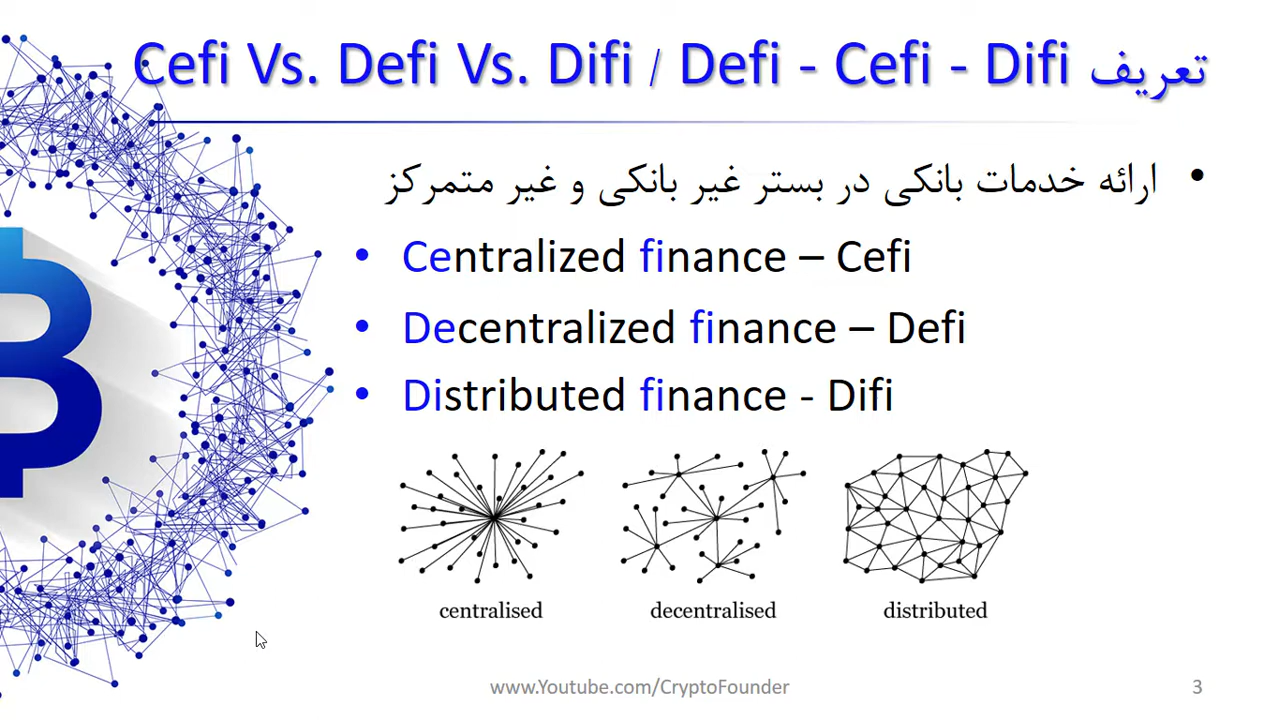 تعریف Cefi Vs. Defi Vs. Difi / Defi - Cefi - Difi
• ارائه خدمات بانکی در بستر غیر بانکی و غیر متمرکز
• Centralized finance – Cefi
• Decentralized finance – Defi
• Distributed finance - Difi
centralised decentralised distributed
www.Youtube.com/CryptoFounder 3